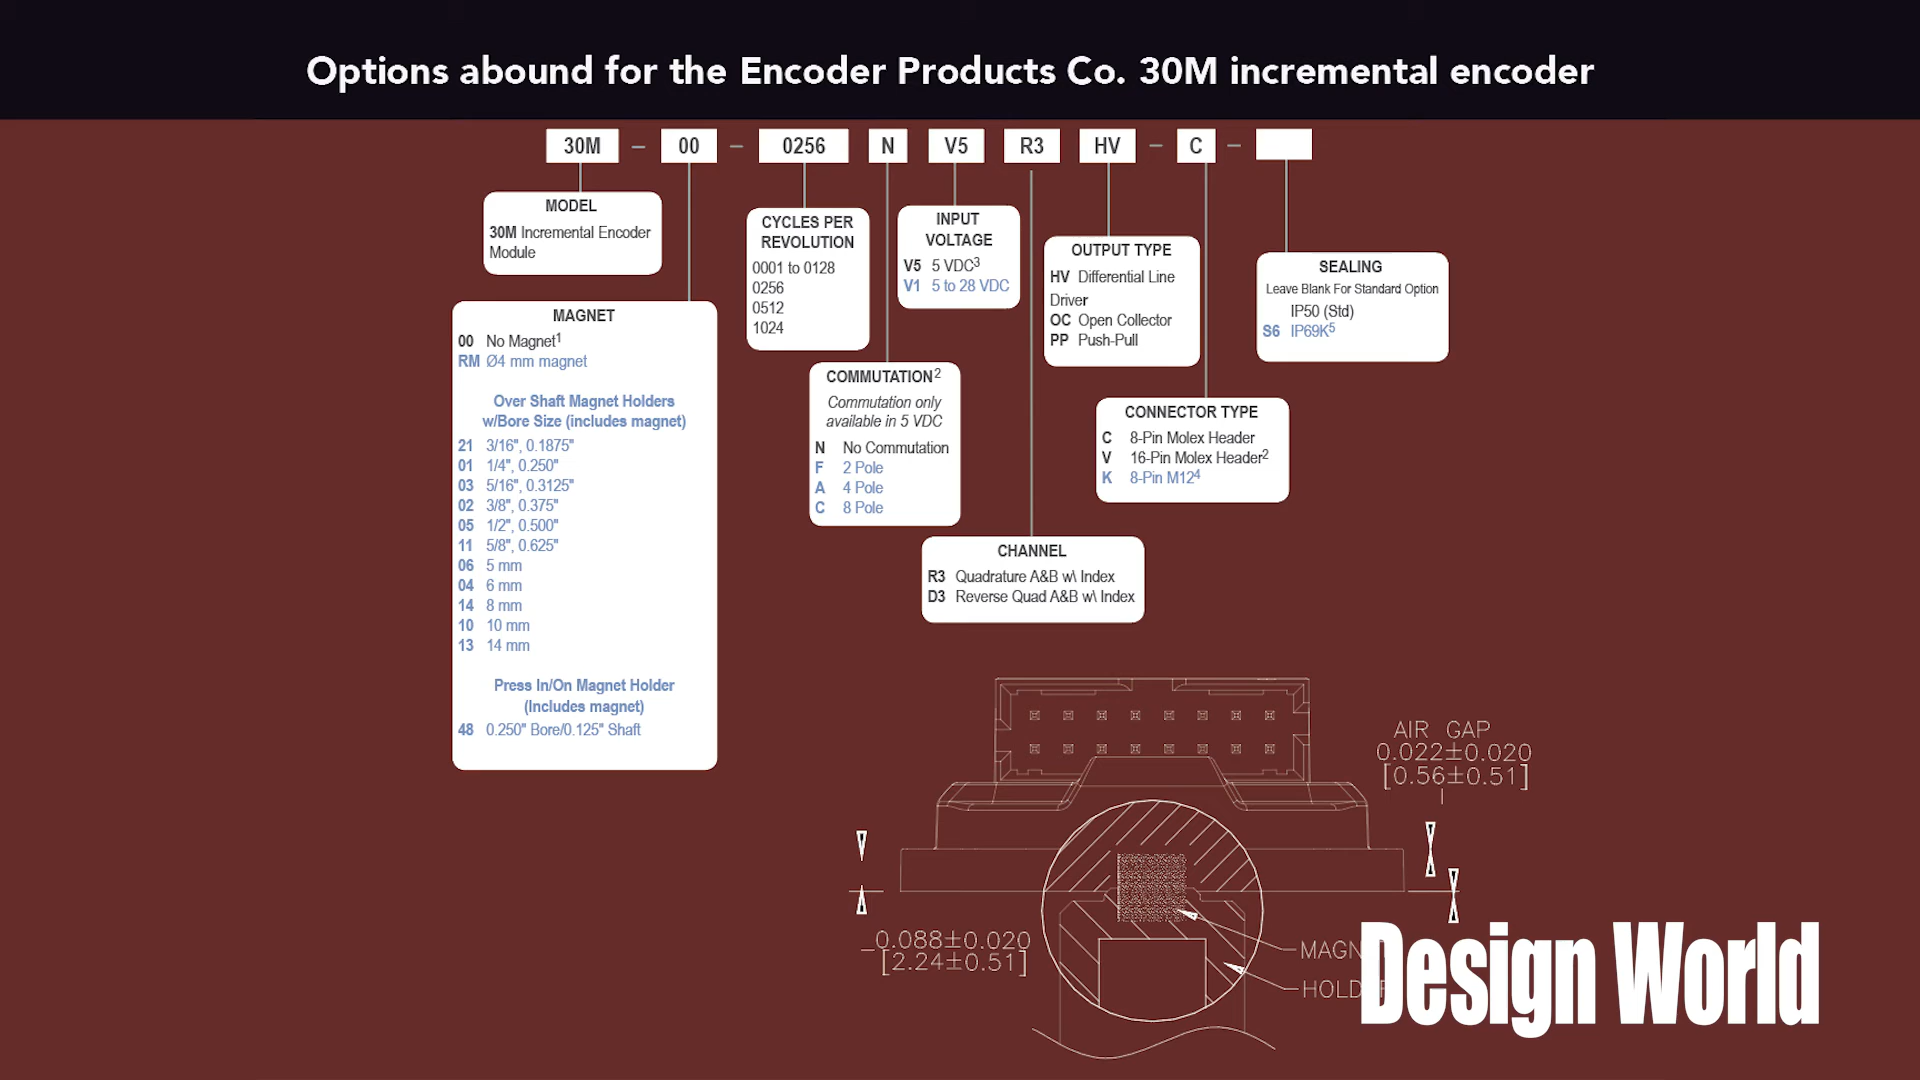 Options abound for the Encoder Products Co. 30M incremental encoder
30M – 00 – 0256 N V5 R3 HV – C –
MODEL
30M Incremental Encoder
Module
MAGNET
00 No Magnet1
RM Ø4 mm magnet
Over Shaft Magnet Holders
w/Bore Size (includes magnet)
21 3/16", 0.1875"
01 1/4", 0.250"
03 5/16", 0.3125"
02 3/8", 0.375"
05 1/2", 0.500"
11 5/8", 0.625"
06 5 mm
04 6 mm
14 8 mm
10 10 mm
13 14 mm
Press In/On Magnet Holder
(Includes magnet)
48 0.250" Bore/0.125" Shaft
CYCLES PER
REVOLUTION
0001 to 0128
0256
0512
1024
COMMUTATION2
Commutation only
available in 5 VDC
N No Commutation
F 2 Pole
A 4 Pole
C 8 Pole
INPUT
VOLTAGE
V5 5 VDC3
V1 5 to 28 VDC
CHANNEL
R3 Quadrature A&B w\ Index
D3 Reverse Quad A&B w\ Index
OUTPUT TYPE
HV Differential Line
Driver
OC Open Collector
PP Push-Pull
CONNECTOR TYPE
C 8-Pin Molex Header
V 16-Pin Molex Header2
K 8-Pin M124
SEALING
Leave Blank For Standard Option
IP50 (Std)
S6 IP69K5
AIR GAP
0.022±0.020
[0.56±0.51]
0.088±0.020
[2.24±0.51]
Design World